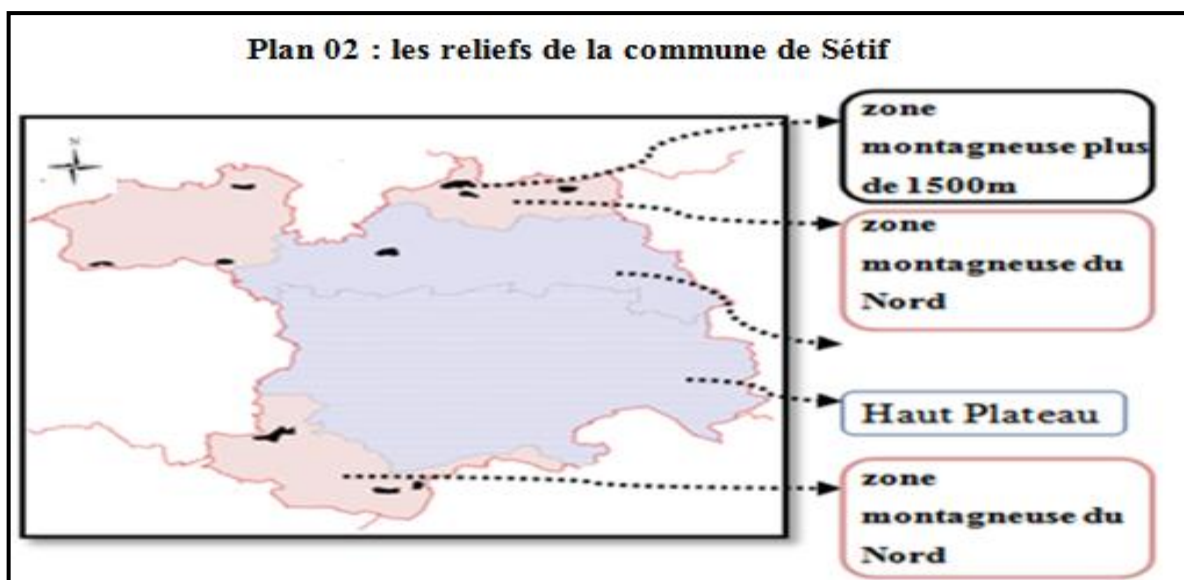 Plan 02 : les reliefs de la commune de Sétif
N
zone
montagneuse plus
de 1500m
zone
montagneuse du
Nord
Haut Plateau
zone
montagneuse du
Nord